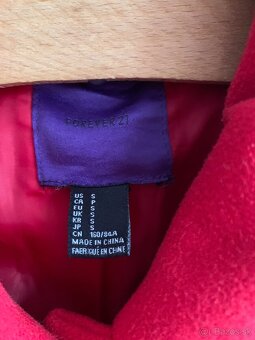 FOREVER 21
US S
CA P
EU S
UK S
KR S
JP S
CN 160/84A
MADE IN CHINA
FABRIQUÉ EN CHINE